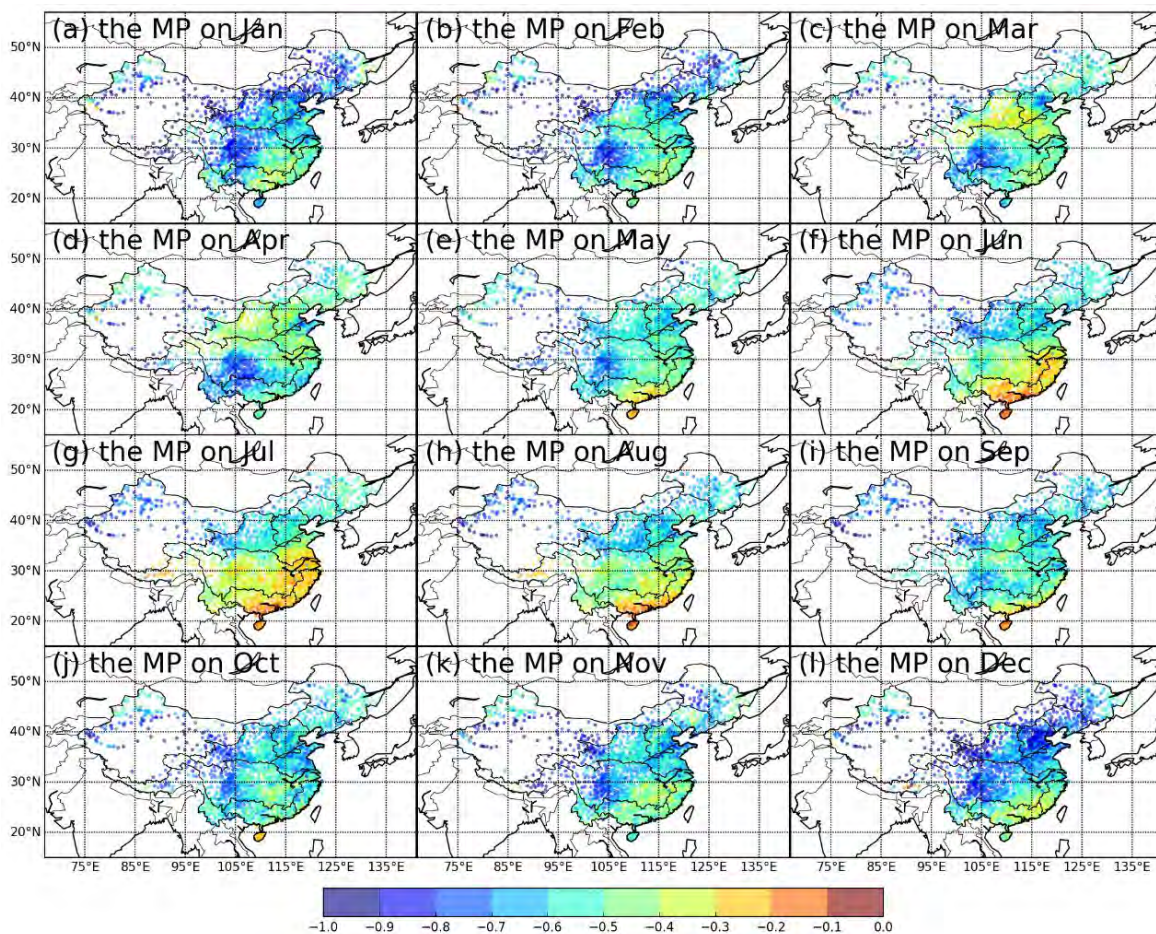 (a) the MP on Jan
(b) the MP on Feb
(c) the MP on Mar
50°N
40°N
30°N
20°N
(d) the MP on Apr
(e) the MP on May
(f) the MP on Jun
50°N
40°N
30°N
20°N
(g) the MP on Jul
(h) the MP on Aug
(i) the MP on Sep
50°N
40°N
30°N
20°N
(j) the MP on Oct
(k) the MP on Nov
(l) the MP on Dec
50°N
40°N
30°N
20°N
75°E 85°E 95°E 105°E 115°E 125°E 135°E 75°E 85°E 95°E 105°E 115°E 125°E 135°E 75°E 85°E 95°E 105°E 115°E 125°E 135°E
−1.0 −0.9 −0.8 −0.7 −0.6 −0.5 −0.4 −0.3 −0.2 −0.1 0.0